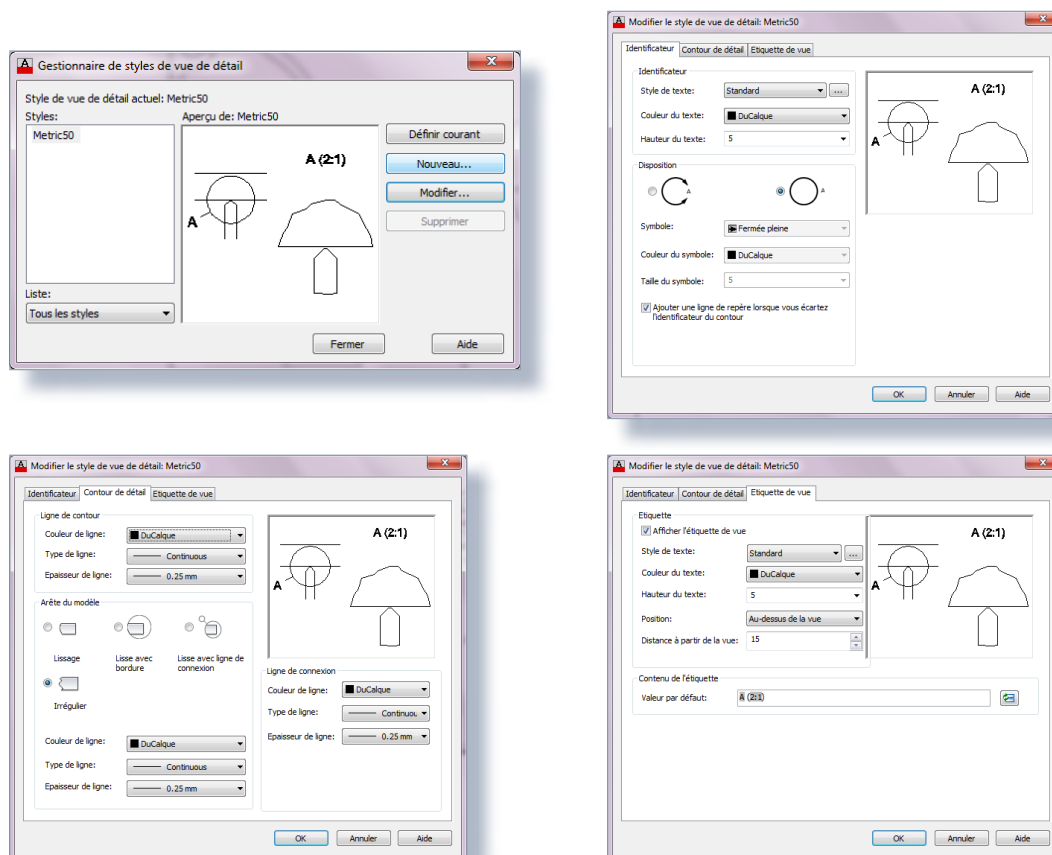 Gestionnaire de styles de vue de détail
Style de vue de détail actuel: Metric50
Styles:
Aperçu de: Metric50
Metric50
A (2:1)
A
Définir courant
Nouveau...
Modifier...
Supprimer
Liste:
Tous les styles
Fermer
Aide
Modifier le style de vue de détail: Metric50
Identificateur
Contour de détail
Etiquette de vue
Identificateur
Style de texte:
Standard
...
Couleur du texte:
DuCalque
Hauteur du texte:
5
Disposition
A
A
Symbole:
Fermée pleine
Couleur du symbole:
DuCalque
Taille du symbole:
5
Ajouter une ligne de repère lorsque vous écartez
l'identificateur du contour
A (2:1)
A
OK
Annuler
Aide
Modifier le style de vue de détail: Metric50
Identificateur
Contour de détail
Etiquette de vue
Ligne de contour
Couleur de ligne:
DuCalque
Type de ligne:
Continuous
Epaisseur de ligne:
0.25 mm
Arête du modèle
Lissage
Lisse avec
bordure
Lisse avec ligne de
connexion
Irrégulier
Couleur de ligne:
DuCalque
Type de ligne:
Continuous
Epaisseur de ligne:
0.25 mm
A (2:1)
A
Ligne de connexion
Couleur de ligne:
DuCalque
Type de ligne:
Continuou
Epaisseur de ligne:
0.25 mm
OK
Annuler
Aide
Modifier le style de vue de détail: Metric50
Identificateur
Contour de détail
Etiquette de vue
Etiquette
Afficher l'étiquette de vue
Style de texte:
Standard
...
Couleur du texte:
DuCalque
Hauteur du texte:
5
Position:
Au-dessus de la vue
Distance à partir de la vue:
15
A (2:1)
A
Contenu de l'étiquette
Valeur par défaut:
A (2:1)
OK
Annuler
Aide